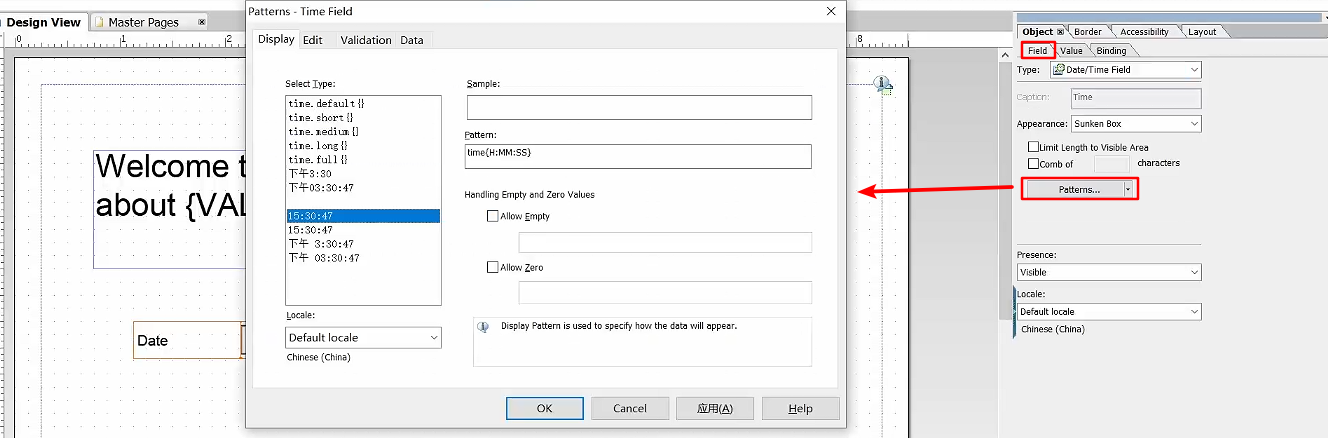 Design View
Master Pages
0
1
2
8
Welcome t
about {VAL
Date
Patterns - Time Field
Display
Edit
Validation
Data
Select Type:
time.default{}
time.short{}
time.medium{}
time.long{}
time.full{}
下午3:30
下午03:30:47
15:30:47
15:30:47
下午 3:30:47
下午 03:30:47
Locale:
Default locale
Chinese (China)
Sample:
Pattern:
time{H:MM:SS}
Handling Empty and Zero Values
Allow Empty
Allow Zero
Display Pattern is used to specify how the data will appear.
OK
Cancel
应用(A)
Help
Object
Border
Accessibility
Layout
Field
Value
Binding
Type:
Date/Time Field
Caption:
Time
Appearance:
Sunken Box
Limit Length to Visible Area
Comb of
characters
Patterns...
Presence:
Visible
Locale:
Default locale
Chinese (China)